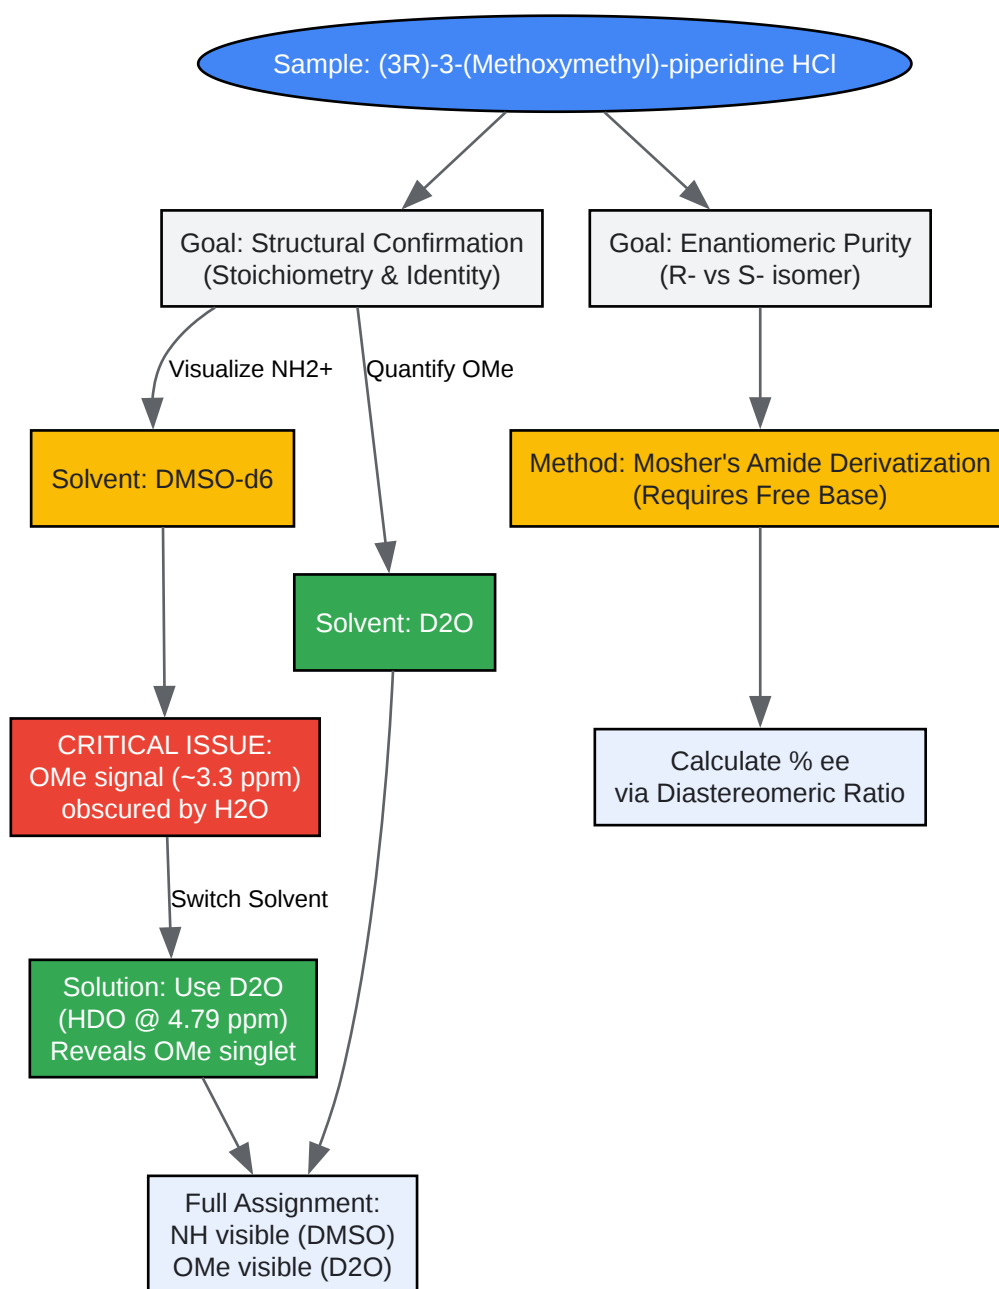 Sample: (3R)-3-(Methoxymethyl)-piperidine HCl
Goal: Structural Confirmation
(Stoichiometry & Identity)
Goal: Enantiomeric Purity
(R- vs S- isomer)
Visualize NH2+
Quantify OMe
Solvent: DMSO-d6
Method: Mosher's Amide Derivatization
(Requires Free Base)
Solvent: D2O
CRITICAL ISSUE:
OMe signal (~3.3 ppm)
obscured by H2O
Calculate % ee
via Diastereomeric Ratio
Switch Solvent
Solution: Use D2O
(HDO @ 4.79 ppm)
Reveals OMe singlet
Full Assignment:
NH visible (DMSO)
OMe visible (D2O)